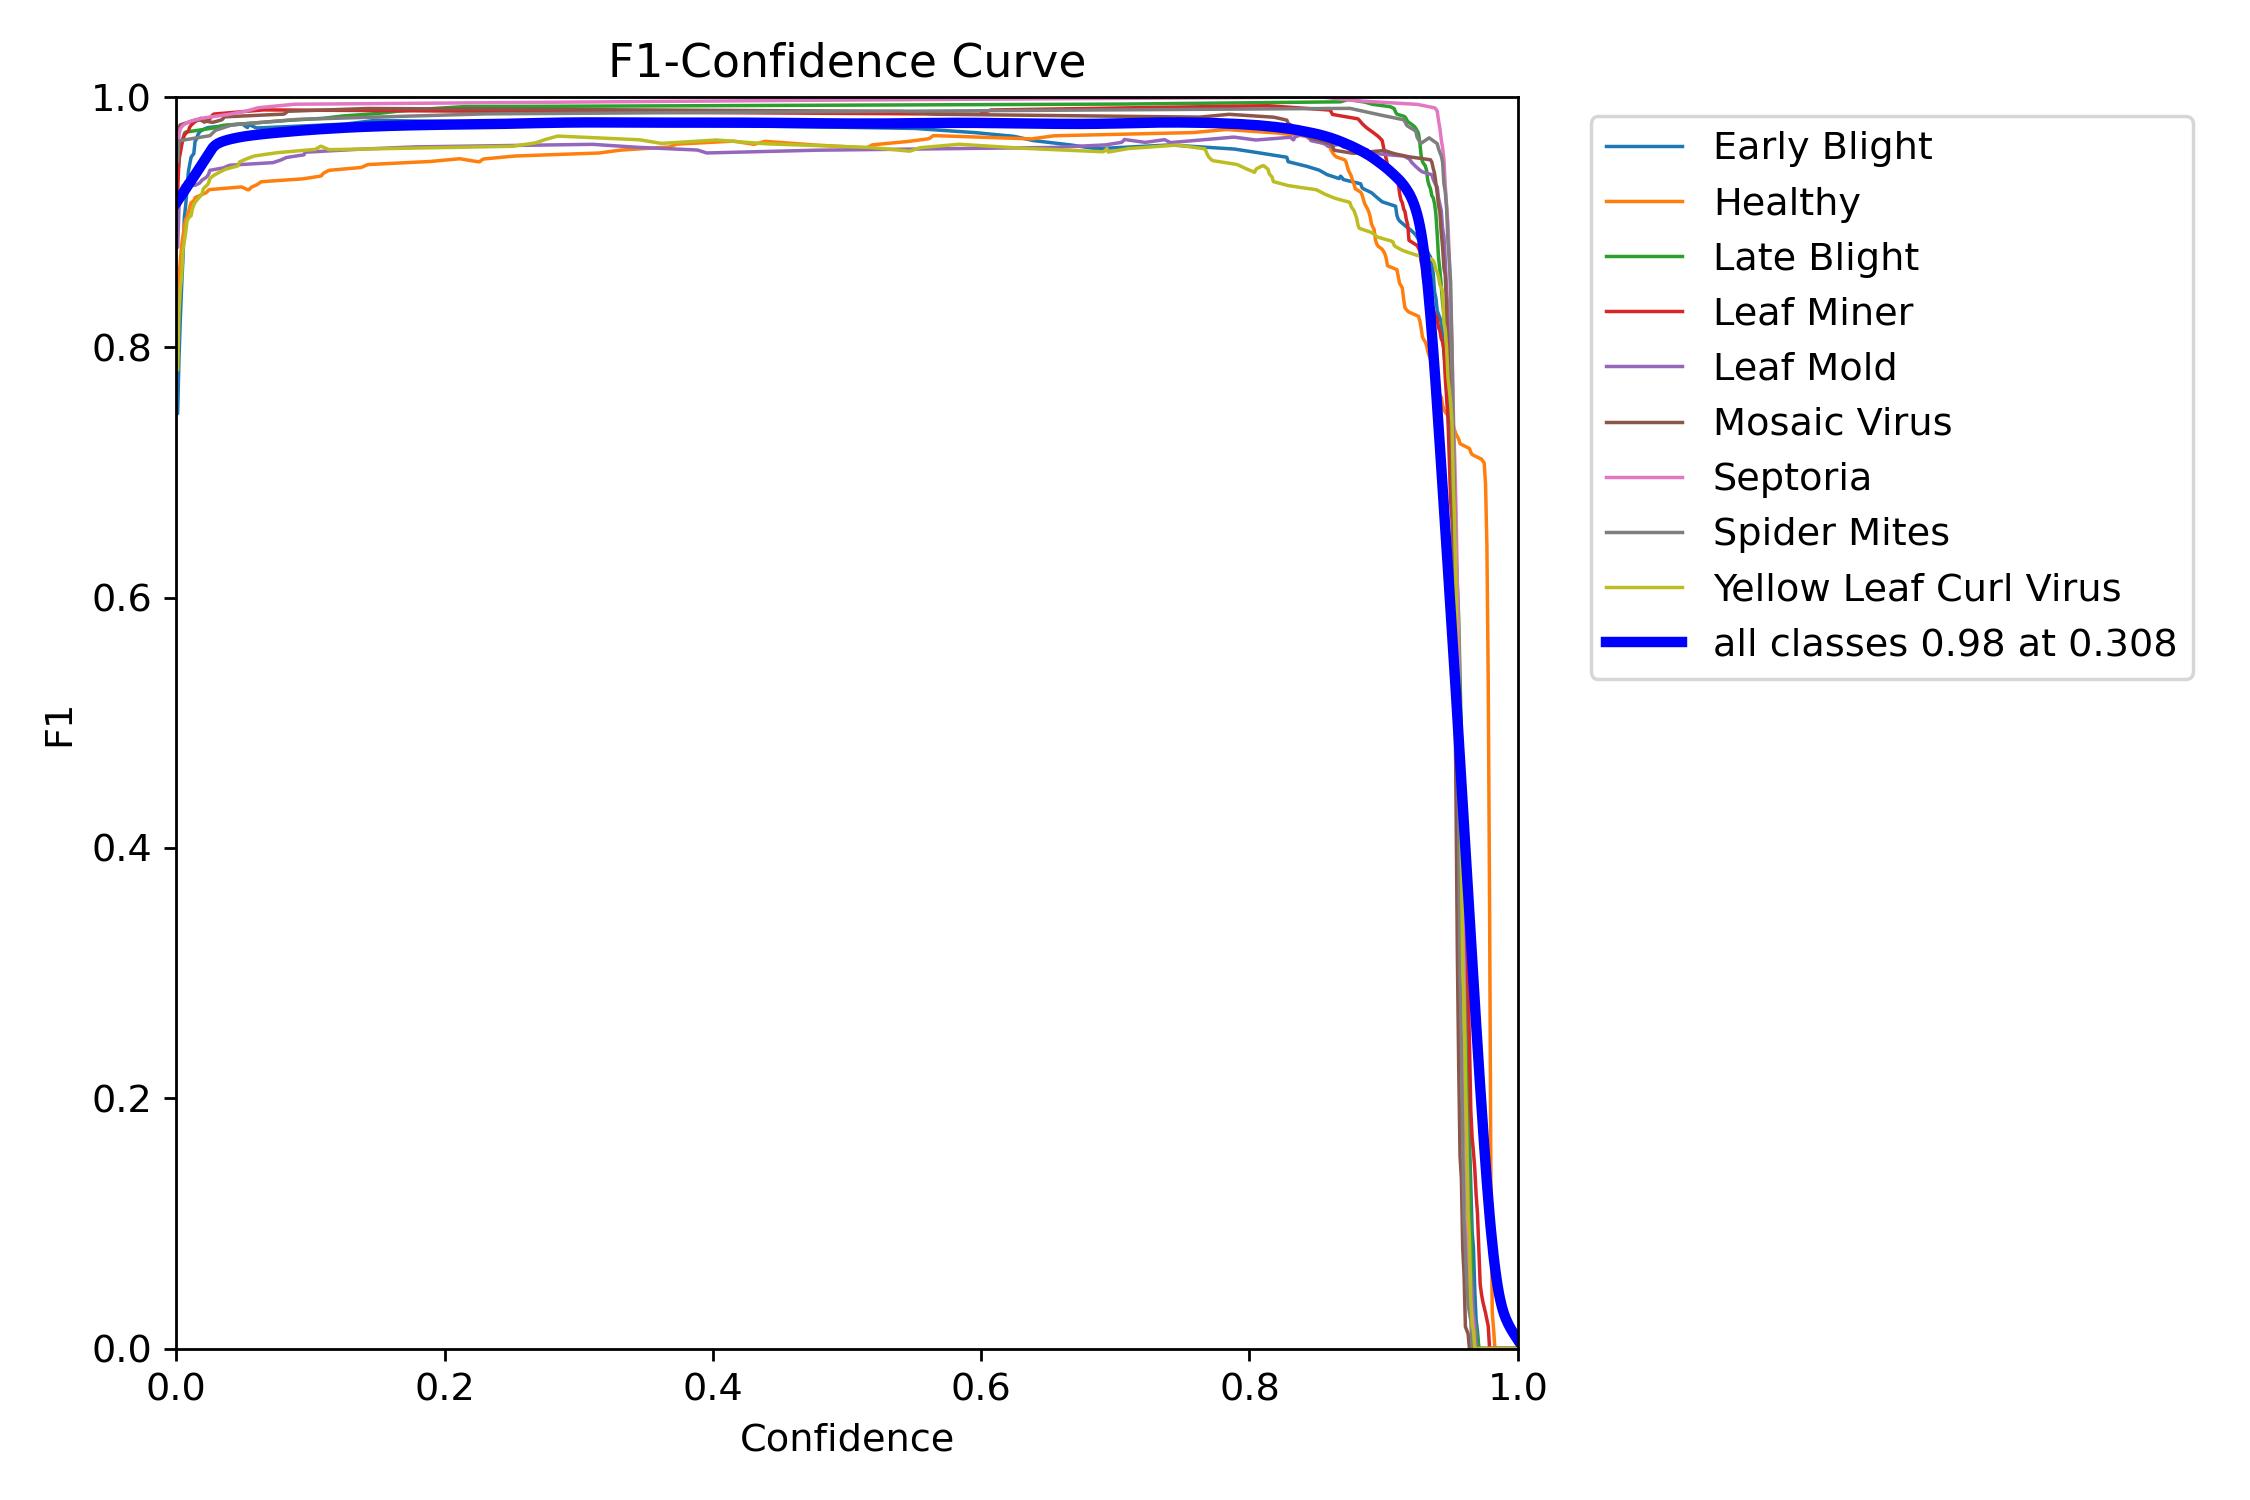 F1-Confidence Curve
1.0
0.8
0.6
0.4
0.2
0.0
F1
0.0 0.2 0.4 0.6 0.8 1.0
Confidence
Early Blight
Healthy
Late Blight
Leaf Miner
Leaf Mold
Mosaic Virus
Septoria
Spider Mites
Yellow Leaf Curl Virus
all classes 0.98 at 0.308